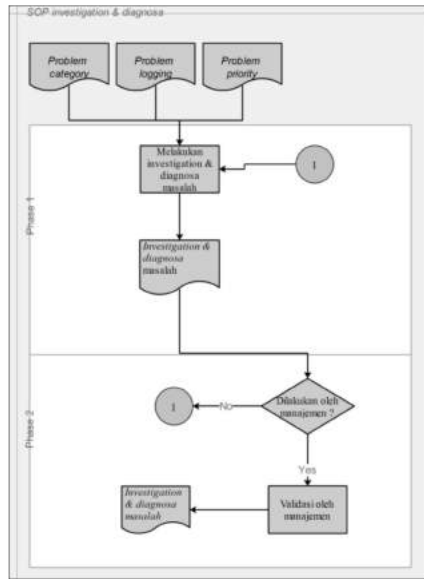 SOP investigation & diagnosa
Problem
category
Problem
logging
Problem
priority
Phase 1
Melakukan
investigation &
diagnosa
masalah
1
Investigation &
diagnosa
masalah
Phase 2
Dilakukan oleh
manajemen ?
No
1
Yes
Validasi oleh
manajemen
Investigation
& diagnosa
masalah